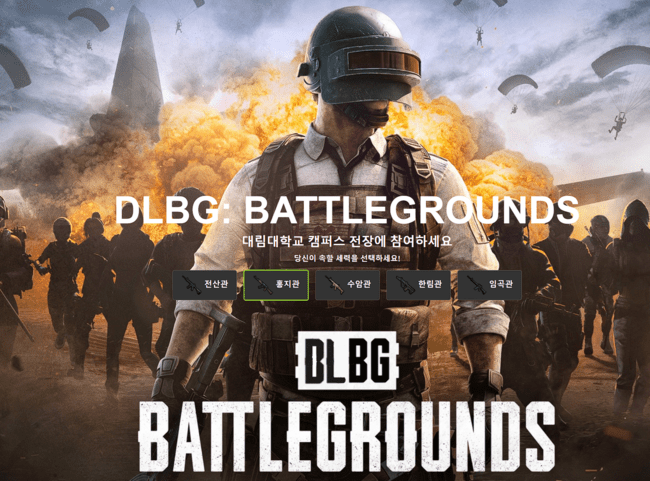 DLBG: BATTLEGROUNDS
대림대학교 캠퍼스 전장에 참여하세요
당신이 속할 세력을 선택하세요!
전산관 홍지관 수암관 한림관 임곡관
DLBG
BATTLEGROUNDS